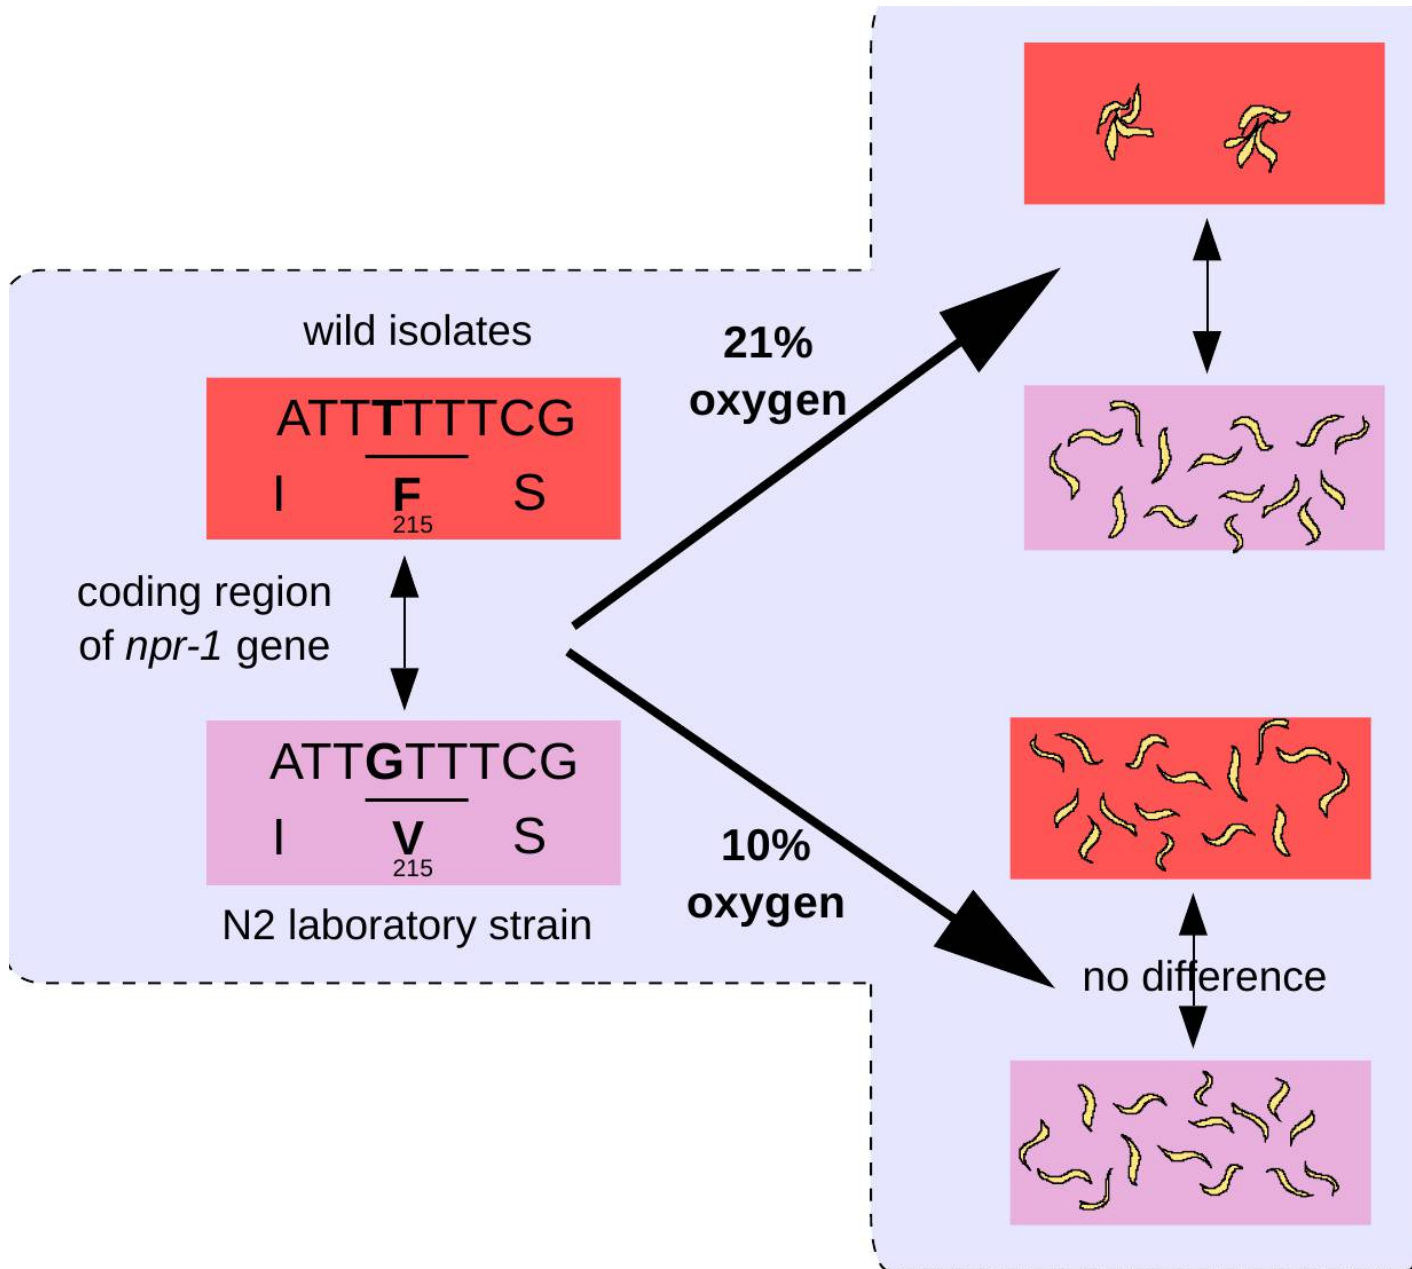 wild isolates
ATTTTTTCG
I F S
215
coding region
of npr-1 gene
ATTGTTTCG
I V S
215
N2 laboratory strain
21%
oxygen
10%
oxygen
no difference